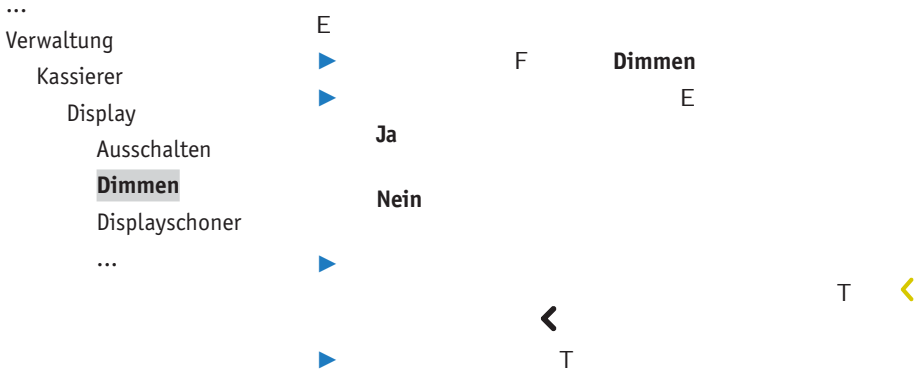 ...
Verwaltung
Kassierer
Display
Ausschalten
Dimmen
Displayschoner
...
E
F Dimmen
E
Ja
Nein
T
T